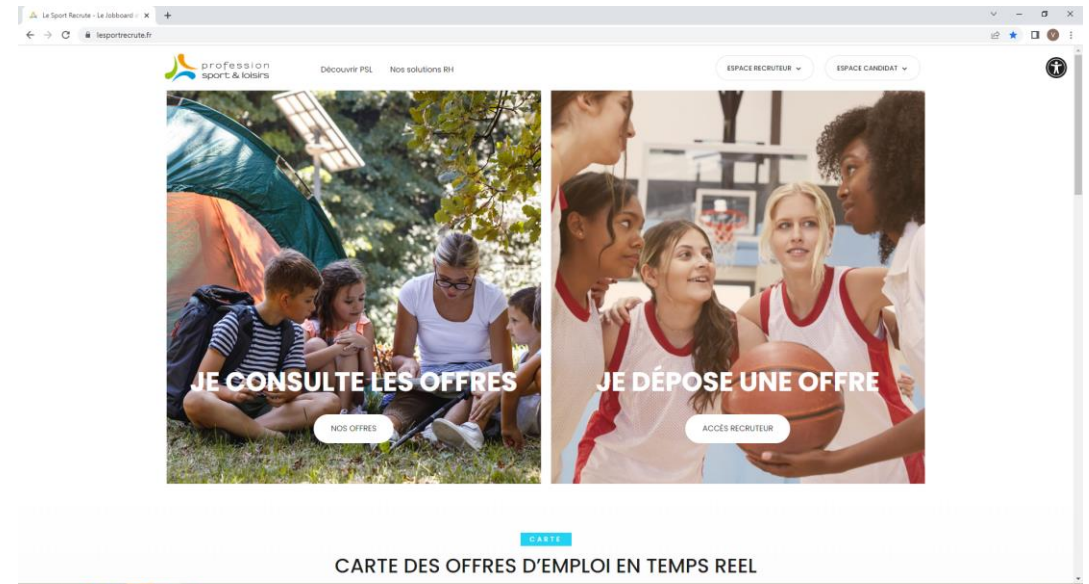 Le Sport Recrute - Le Jobboard
lesportrecrute.fr
profession
sport & loisirs
Découvrir PSL
Nos solutions RH
ESPACE RECRUTEUR
ESPACE CANDIDAT
JE CONSULTE LES OFFRES
NOS OFFRES
JE DÉPOSE UNE OFFRE
ACCÈS RECRUTEUR
CARTE
CARTE DES OFFRES D'EMPLOI EN TEMPS REEL